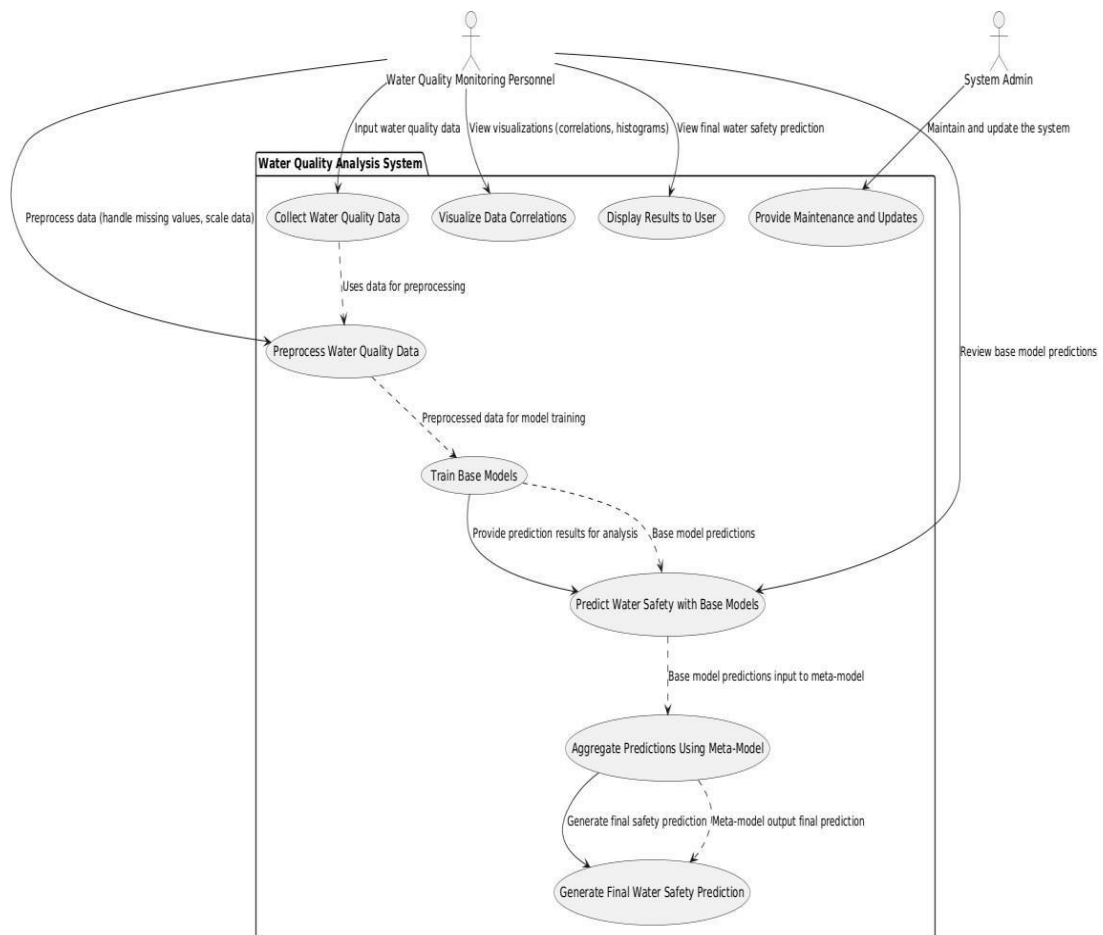 Water Quality Monitoring Personnel
System Admin
Input water quality data
View visualizations (correlations, histograms)
View final water safety prediction
Maintain and update the system
Water Quality Analysis System
Preprocess data (handle missing values, scale data)
Collect Water Quality Data
Visualize Data Correlations
Display Results to User
Provide Maintenance and Updates
Uses data for preprocessing
Preprocess Water Quality Data
Review base model predictions
Preprocessed data for model training
Train Base Models
Provide prediction results for analysis
Base model predictions
Predict Water Safety with Base Models
Base model predictions input to meta-model
Aggregate Predictions Using Meta-Model
Generate final safety prediction
Meta-model output final prediction
Generate Final Water Safety Prediction